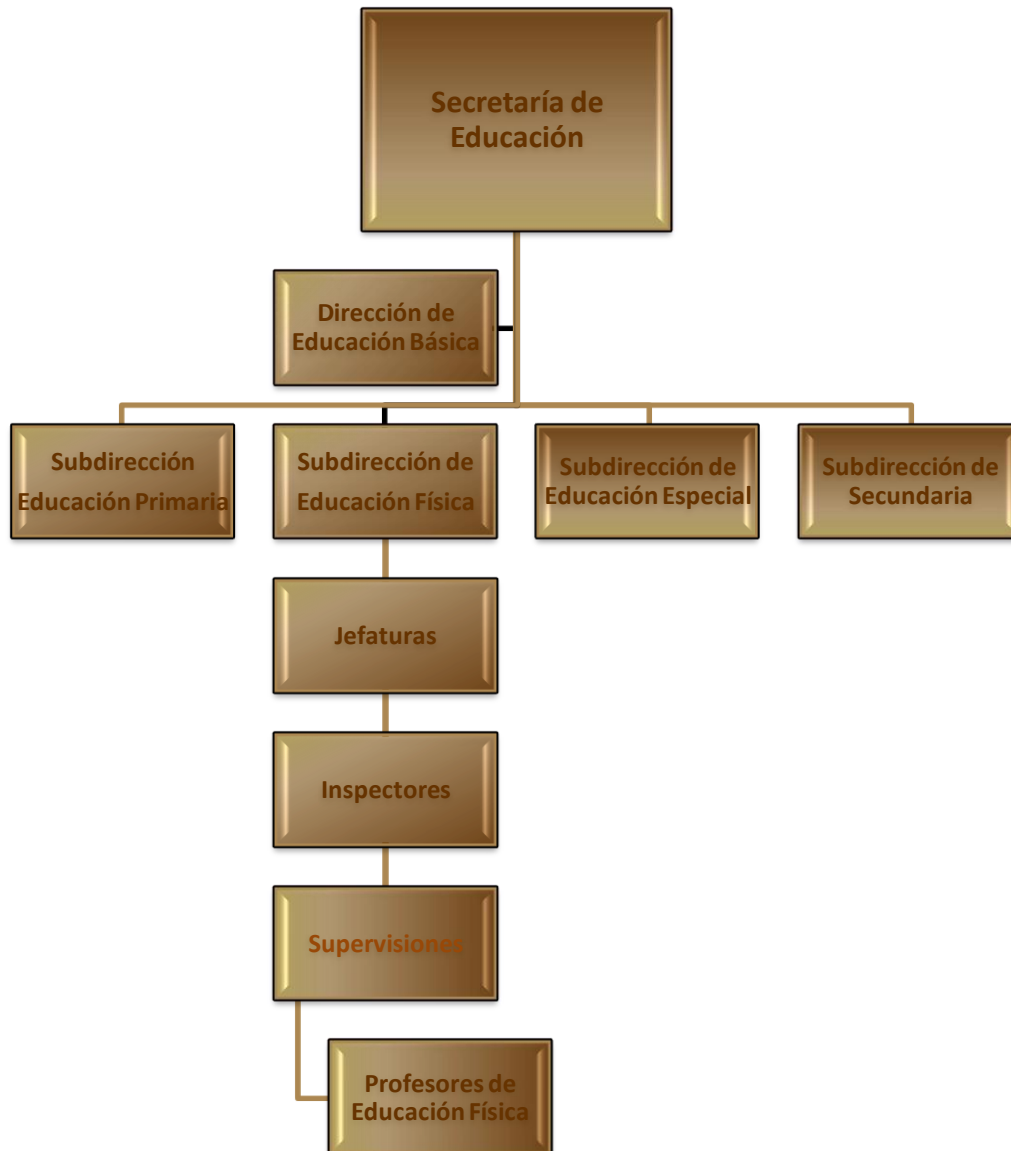 Secretaría de
Educación
Dirección de
Educación Básica
Subdirección
Educación Primaria
Subdirección de
Educación Física
Subdirección de
Educación Especial
Subdirección de
Secundaria
Jefaturas
Inspectores
Supervisiones
Profesores de
Educación Física